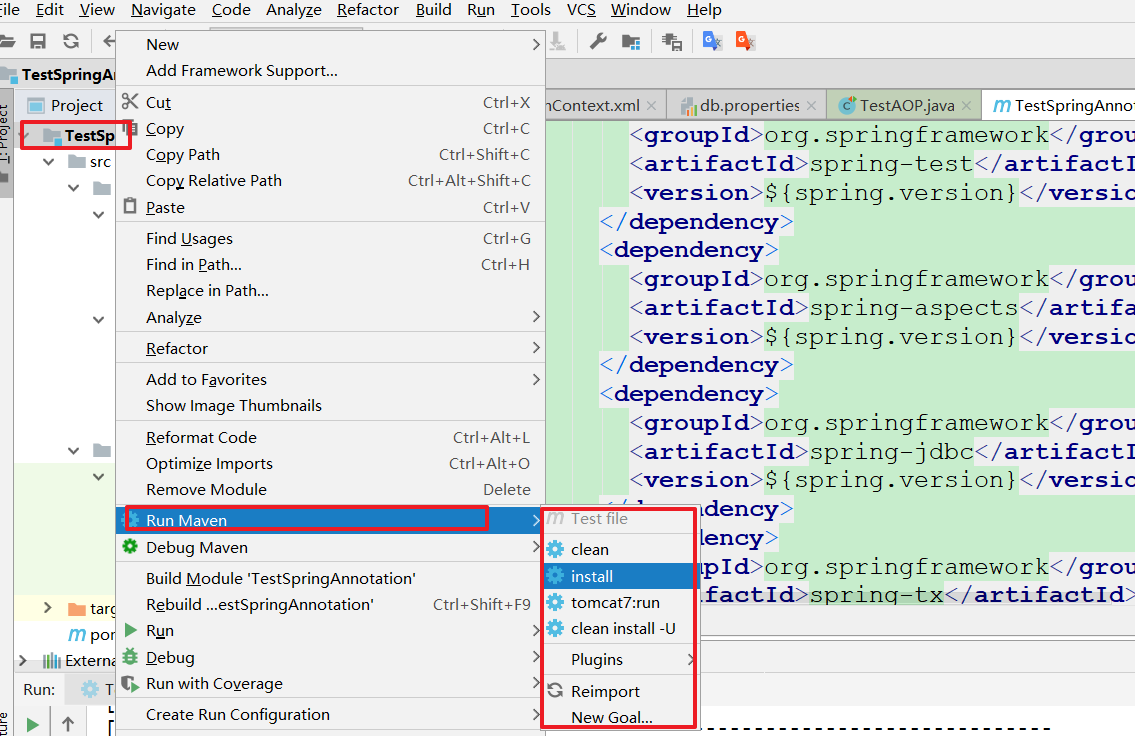 File Edit View Navigate Code Analyze Refactor Build Run Tools VCS Window Help
TestSpringAn
Project
nContext.xml db.properties TestAOP.java TestSpringAnno
1: Project
TestSp
src
New
Add Framework Support...
Cut Ctrl+X
Copy Ctrl+C
Copy Path Ctrl+Shift+C
Copy Relative Path Ctrl+Alt+Shift+C
Paste Ctrl+V
Find Usages Ctrl+G
Find in Path... Ctrl+H
Replace in Path...
Analyze
Refactor
Add to Favorites
Show Image Thumbnails
Reformat Code Ctrl+Alt+L
Optimize Imports Ctrl+Alt+O
Remove Module Delete
Run Maven
Debug Maven
Build Module 'TestSpringAnnotation'
Rebuild ...estSpringAnnotation' Ctrl+Shift+F9
Run
Debug
Run with Coverage
Create Run Configuration
Test file
clean
install
tomcat7:run
clean install -U
Plugins
Reimport
New Goal...
<groupId>org.springframework</grou
<artifactId>spring-test</artifactI
<version>${spring.version}</versio
</dependency>
<dependency>
<groupId>org.springframework</grou
<artifactId>spring-aspects</artifa
<version>${spring.version}</versio
</dependency>
<dependency>
<groupId>org.springframework</grou
<artifactId>spring-jdbc</artifactI
<version>${spring.version}</versio
</d ndency>
ency>
pId>org.springframework</grou
factId>spring-tx</artifactId>
targ
m por
Externa
Run: T